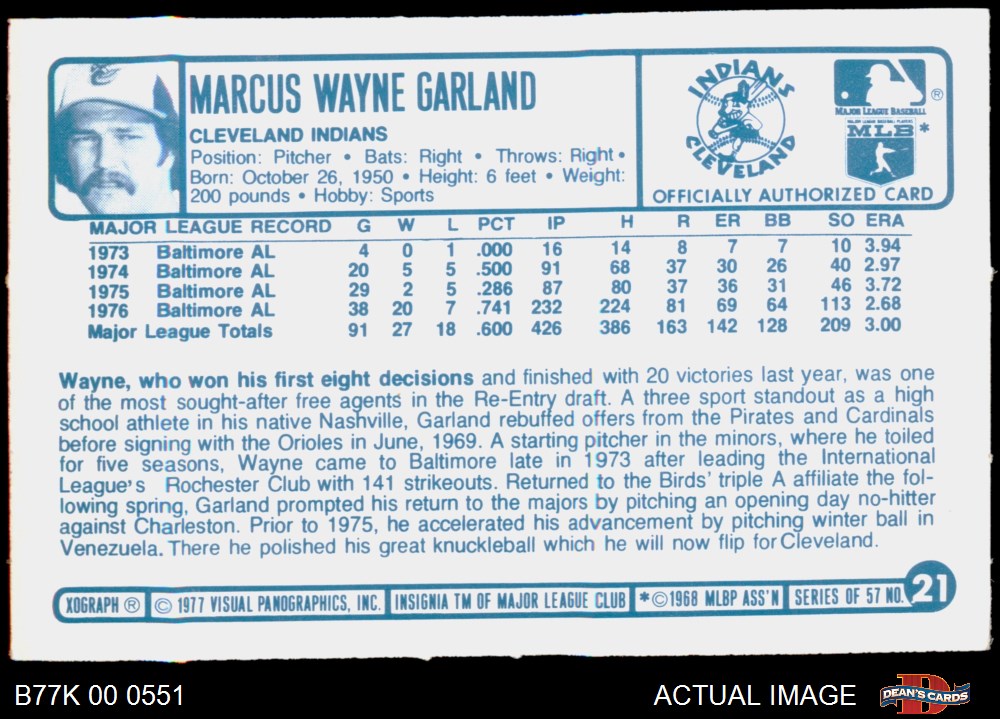 MARCUS WAYNE GARLAND
CLEVELAND INDIANS
Position: Pitcher • Bats: Right • Throws: Right •
Born: October 26, 1950 • Height: 6 feet • Weight:
200 pounds • Hobby: Sports
INDIANS
CLEVELAND
®
MAJOR LEAGUE BASEBALL
MAJOR LEAGUE BASEBALL PLAYERS
MLB *
OFFICIALLY AUTHORIZED CARD
MAJOR LEAGUE RECORD G W L PCT IP H R ER BB SO ERA
1973 Baltimore AL 4 0 1 .000 16 14 8 7 7 10 3.94
1974 Baltimore AL 20 5 5 .500 91 68 37 30 26 40 2.97
1975 Baltimore AL 29 2 5 .286 87 80 37 36 31 46 3.72
1976 Baltimore AL 38 20 7 .741 232 224 81 69 64 113 2.68
Major League Totals 91 27 18 .600 426 386 163 142 128 209 3.00
Wayne, who won his first eight decisions and finished with 20 victories last year, was one
of the most sought-after free agents in the Re-Entry draft. A three sport standout as a high
school athlete in his native Nashville, Garland rebuffed offers from the Pirates and Cardinals
before signing with the Orioles in June, 1969. A starting pitcher in the minors, where he toiled
for five seasons, Wayne came to Baltimore late in 1973 after leading the International
League's Rochester Club with 141 strikeouts. Returned to the Birds' triple A affiliate the fol-
lowing spring, Garland prompted his return to the majors by pitching an opening day no-hitter
against Charleston. Prior to 1975, he accelerated his advancement by pitching winter ball in
Venezuela. There he polished his great knuckleball which he will now flip for Cleveland.
XOGRAPH ® © 1977 VISUAL PANOGRAPHICS, INC. INSIGNIA TM OF MAJOR LEAGUE CLUB *©1968 MLBP ASS'N SERIES OF 57 NO. 21
B77K 00 0551 ACTUAL IMAGE DEAN'S CARDS